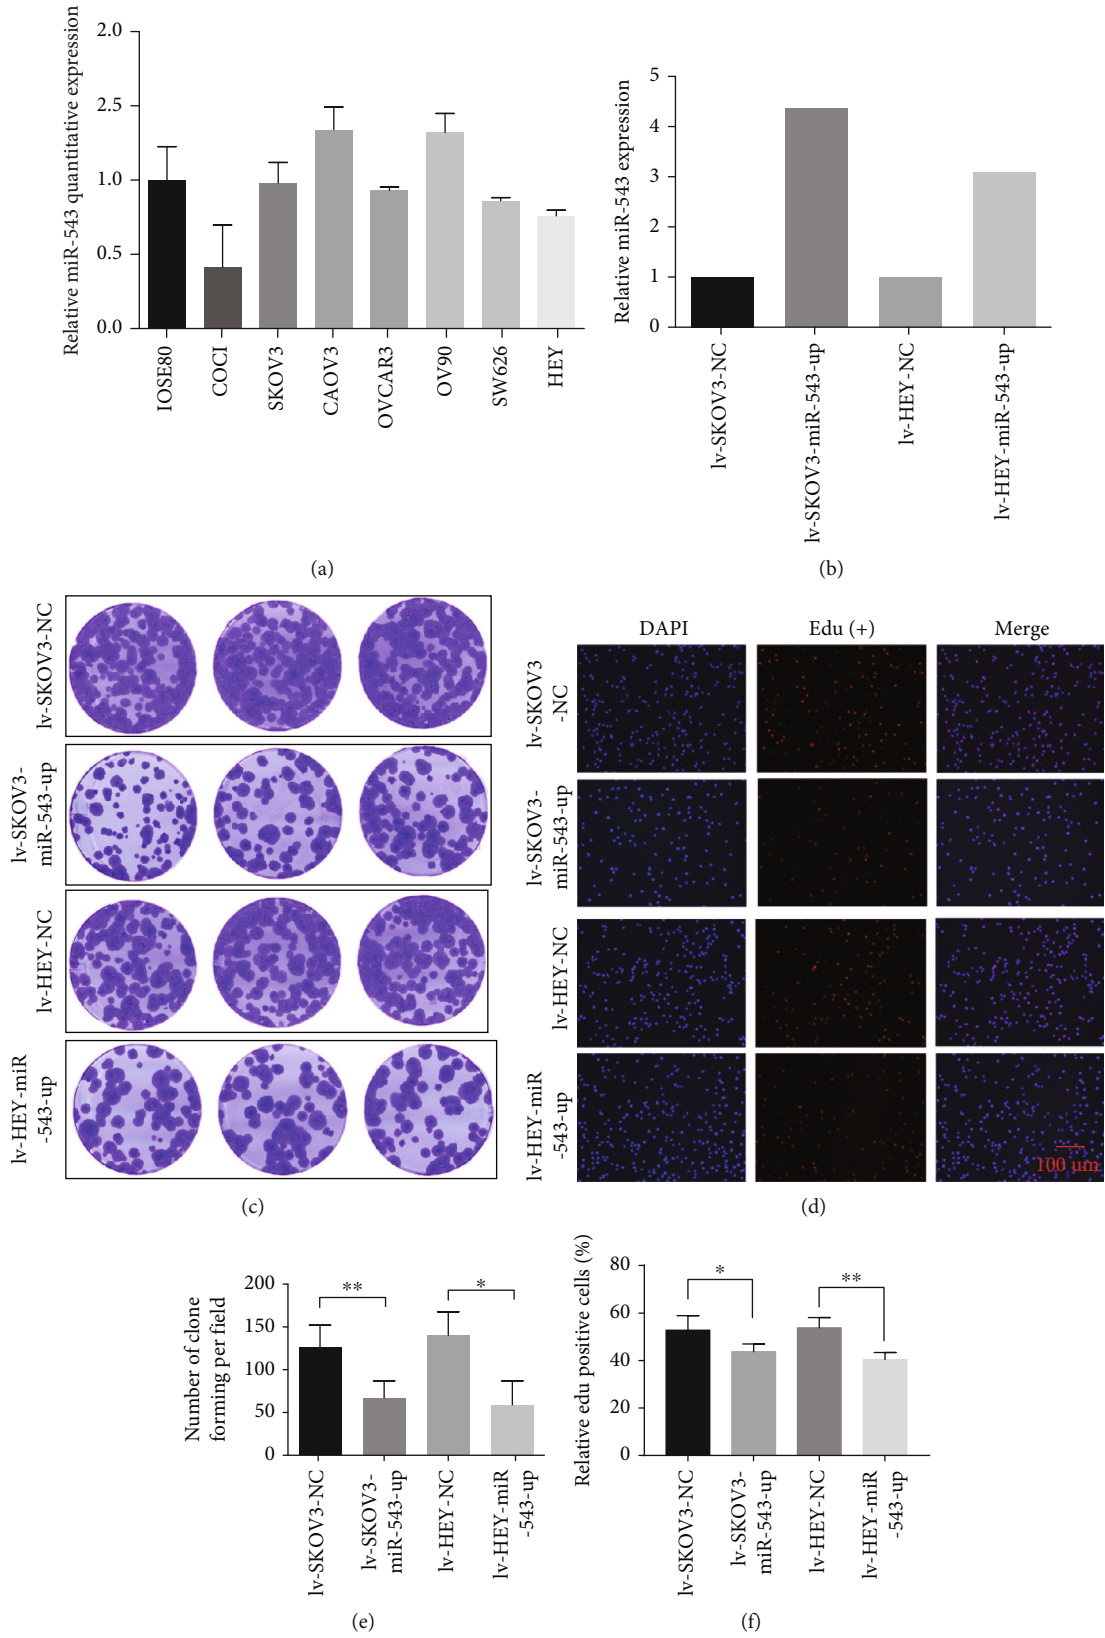 Relative miR-543 quantitative expression
2.0
2.5
1.0
0.5
0.0
IOSE80
COCI
SKOV3
CAOV3
OVCAR3
OV90
SW626
HEY
(a)
Relative miR-543 expression
5
4
3
2
1
0
lv-SKOV3-NC
lv-SKOV3-miR-543-up
lv-HEY-NC
lv-HEY-miR-543-up
(b)
lv-SKOV3-NC
lv-SKOV3-
miR-543-up
lv-HEY-NC
lv-HEY-miR
-543-up
(c)
DAPI
Edu (+)
Merge
lv-SKOV3
-NC
lv-SKOV3-
miR-543-up
lv-HEY-NC
lv-HEY-miR
-543-up
100 um
(d)
Number of clone
forming per field
200
150
100
50
0
**
*
lv-SKOV3-NC
lv-SKOV3-
miR-543-up
lv-HEY-NC
lv-HEY-miR
-543-up
(e)
Relative edu positive cells (%)
80
60
40
20
0
*
**
lv-SKOV3-NC
lv-SKOV3-
miR-543-up
lv-HEY-NC
lv-HEY-miR
-543-up
(f)